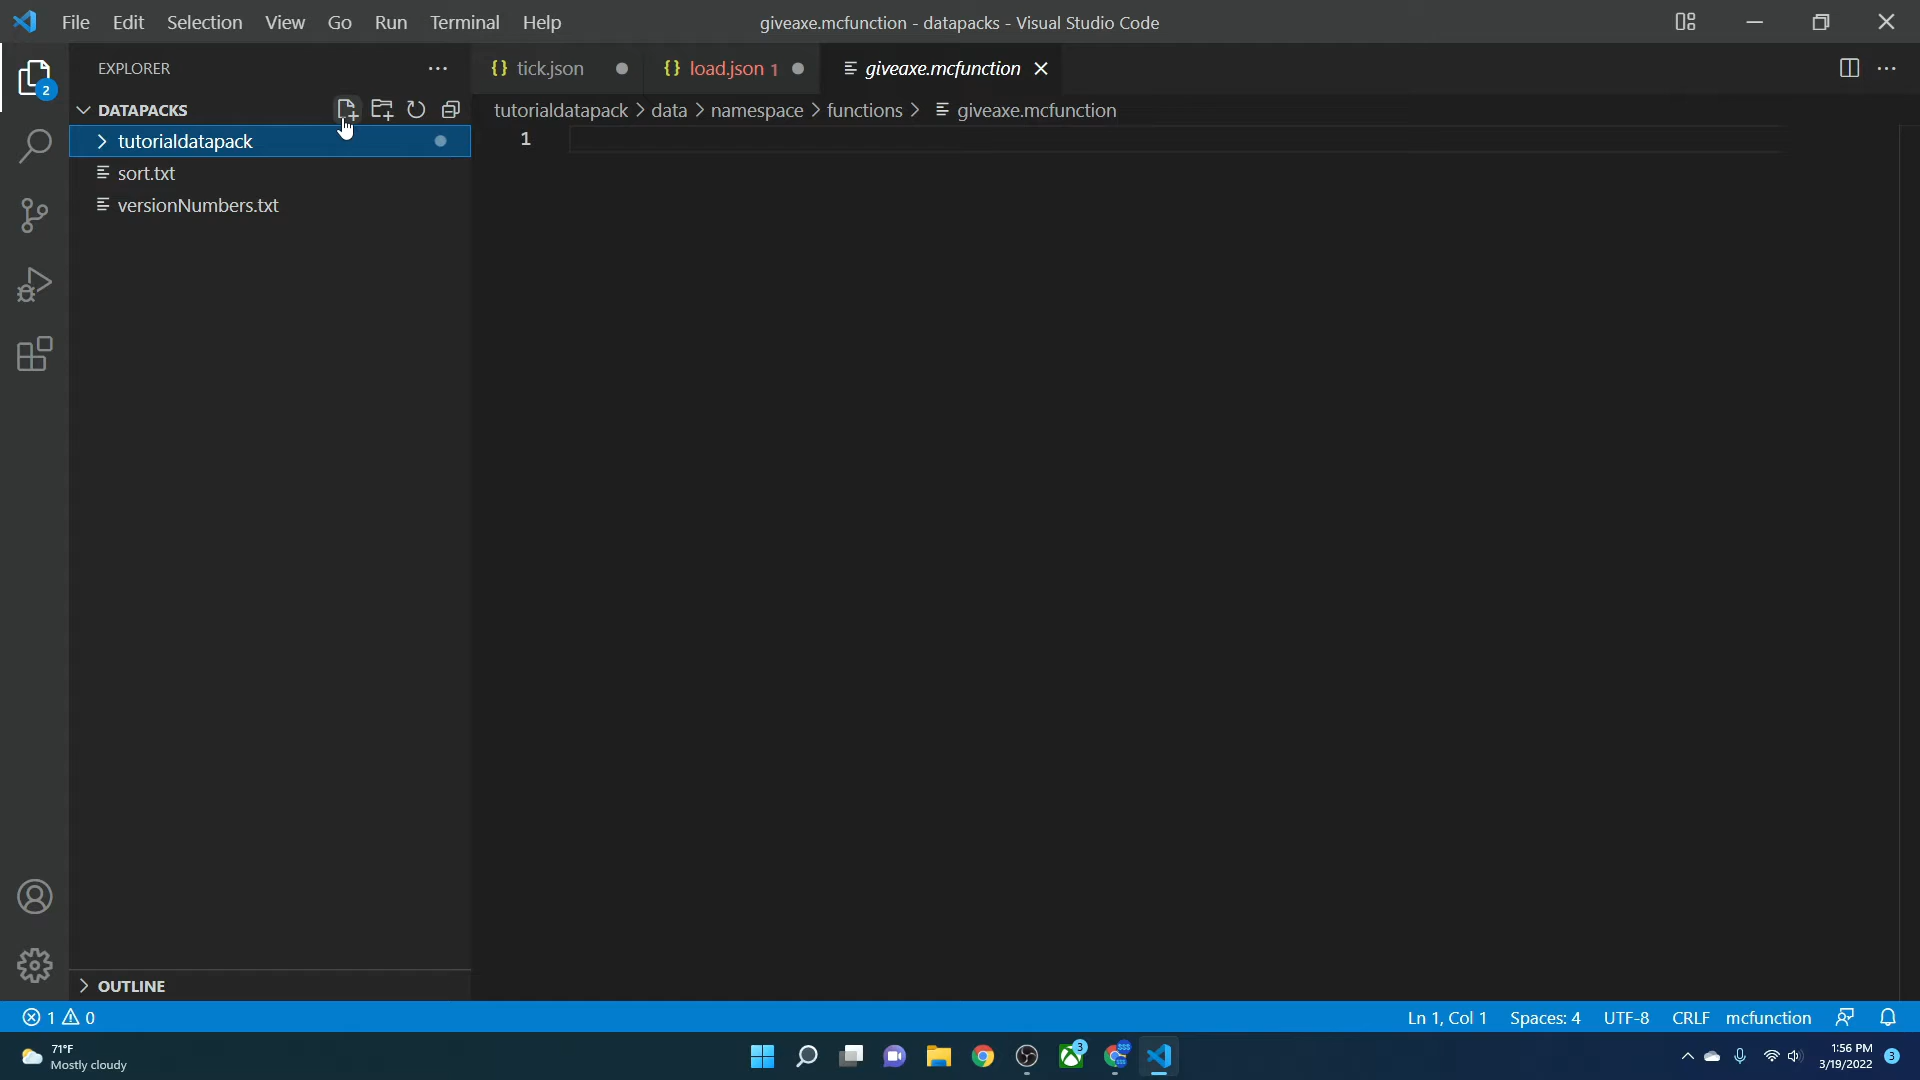 File Edit Selection View Go Run Terminal Help
giveaxe.mcfunction - datapacks - Visual Studio Code
EXPLORER
2
tick.json
load.json 1
giveaxe.mcfunction
DATAPACKS
tutorialdatapack > data > namespace > functions > giveaxe.mcfunction
tutorialdatapack
1
sort.txt
versionNumbers.txt
OUTLINE
1 0
Ln 1, Col 1 Spaces: 4 UTF-8 CRLF mcfunction
71°F
Mostly cloudy
3
1:56 PM
3/19/2022
3